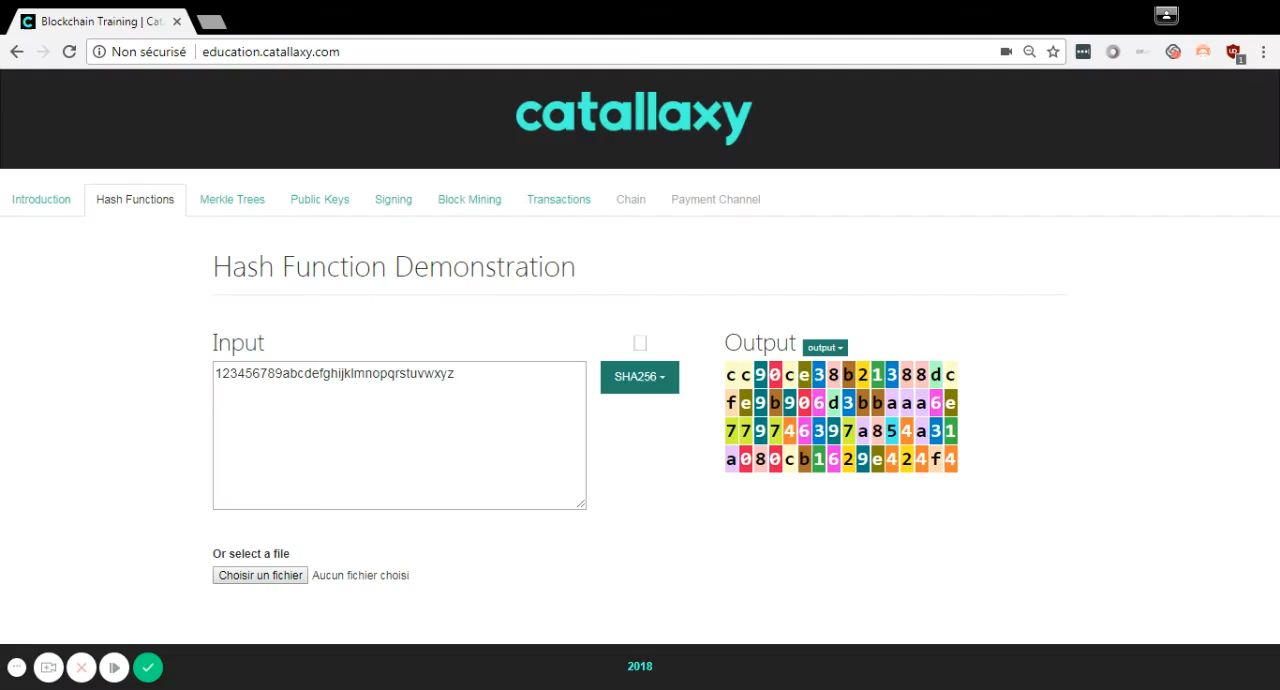 Blockchain Training | Cat
Non sécurisé education.catallaxy.com
1
catallaxy
Introduction Hash Functions Merkle Trees Public Keys Signing Block Mining Transactions Chain Payment Channel
Hash Function Demonstration
Input
SHA256
Output output
123456789abcdefghijklmnopqrstuvwxyz
cc90ce38b21388dc
fe9b906d3bbaaa6e
77974639​7a854a31
a080cb1629e424f4
Or select a file
Choisir un fichier Aucun fichier choisi
2018